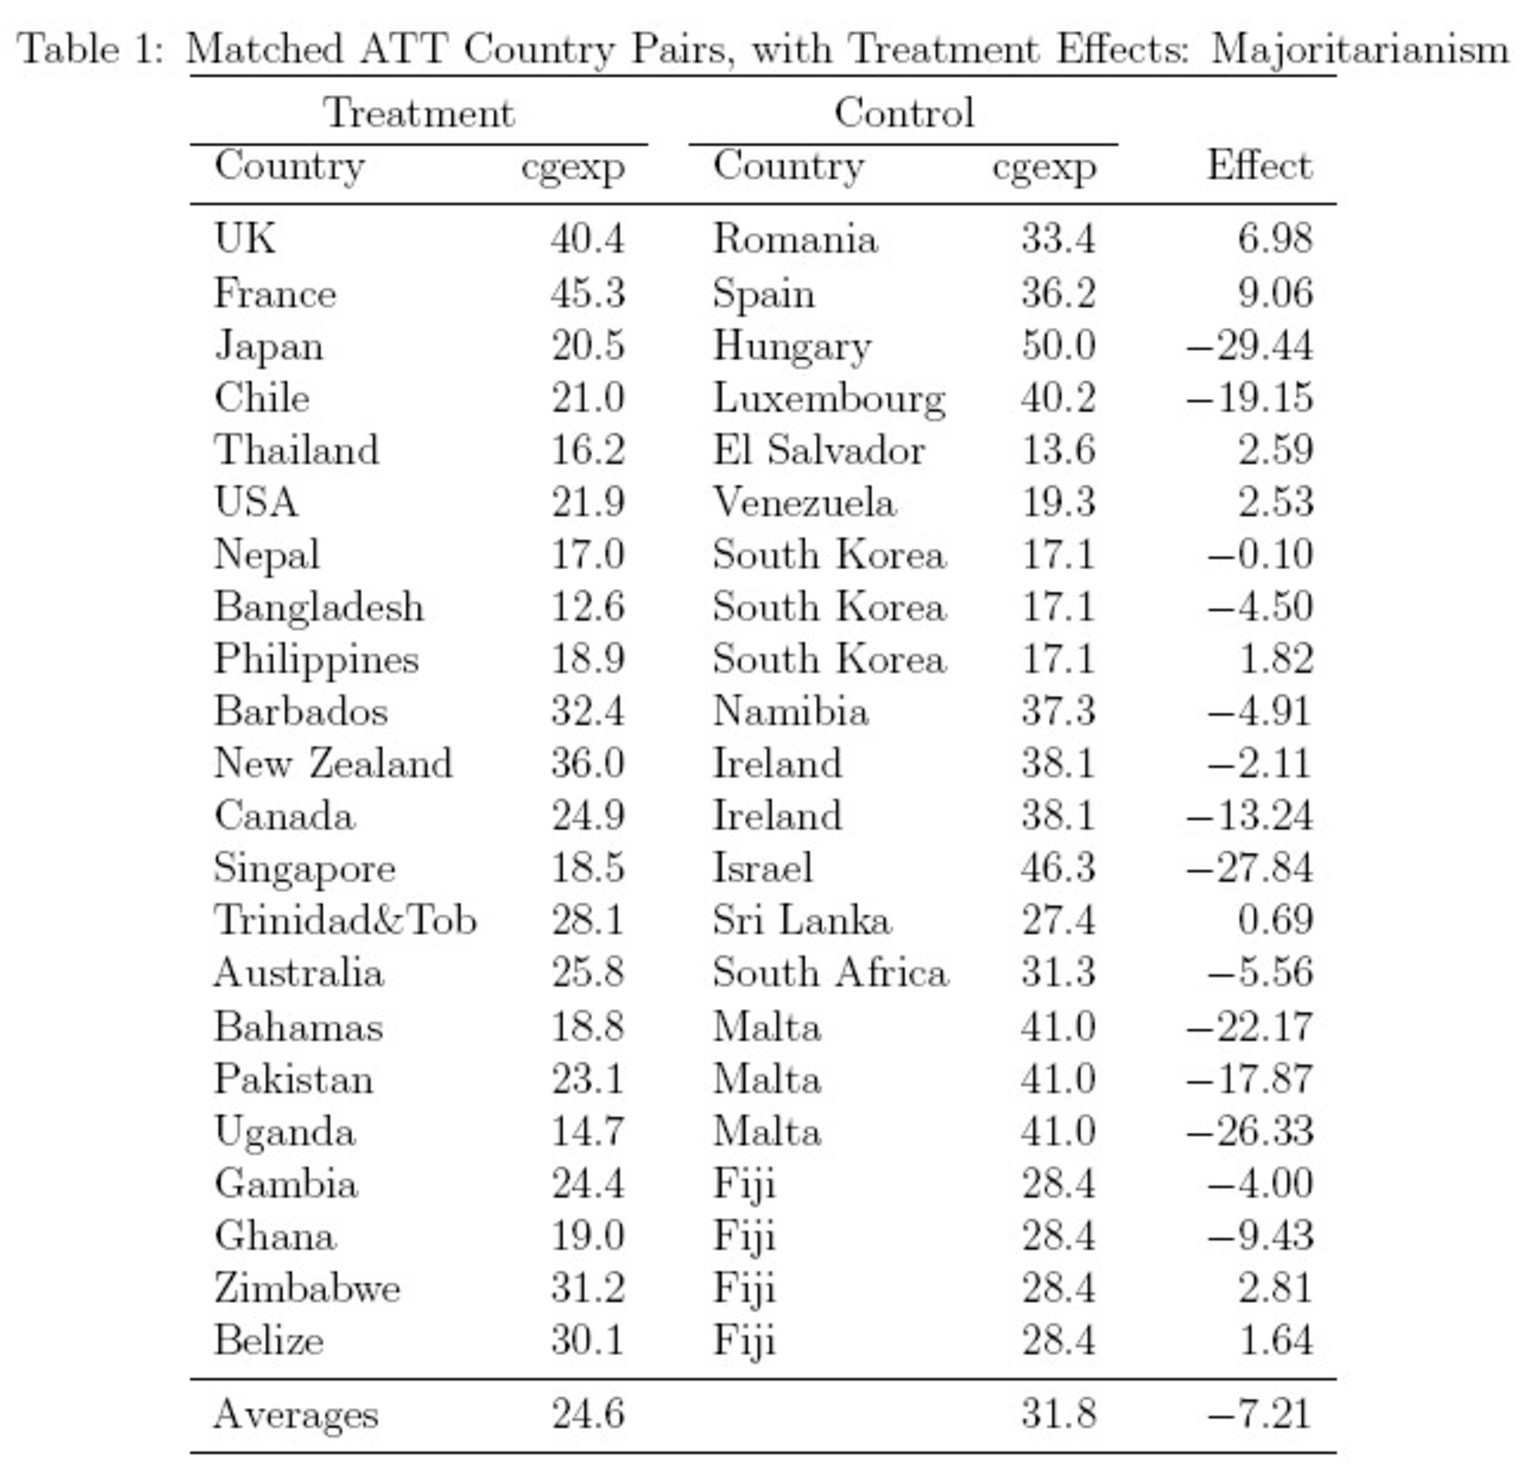 Table 1: Matched ATT Country Pairs, with Treatment Effects: Majoritarianism
Treatment Control
Country cgexp Country cgexp Effect
UK 40.4 Romania 33.4 6.98
France 45.3 Spain 36.2 9.06
Japan 20.5 Hungary 50.0 −29.44
Chile 21.0 Luxembourg 40.2 −19.15
Thailand 16.2 El Salvador 13.6 2.59
USA 21.9 Venezuela 19.3 2.53
Nepal 17.0 South Korea 17.1 −0.10
Bangladesh 12.6 South Korea 17.1 −4.50
Philippines 18.9 South Korea 17.1 1.82
Barbados 32.4 Namibia 37.3 −4.91
New Zealand 36.0 Ireland 38.1 −2.11
Canada 24.9 Ireland 38.1 −13.24
Singapore 18.5 Israel 46.3 −27.84
Trinidad&Tob 28.1 Sri Lanka 27.4 0.69
Australia 25.8 South Africa 31.3 −5.56
Bahamas 18.8 Malta 41.0 −22.17
Pakistan 23.1 Malta 41.0 −17.87
Uganda 14.7 Malta 41.0 −26.33
Gambia 24.4 Fiji 28.4 −4.00
Ghana 19.0 Fiji 28.4 −9.43
Zimbabwe 31.2 Fiji 28.4 2.81
Belize 30.1 Fiji 28.4 1.64
Averages 24.6 31.8 −7.21